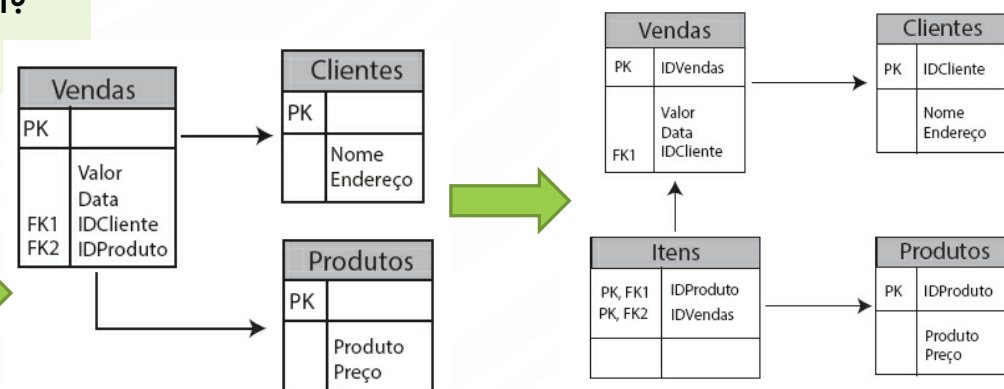 Vendas
PK
Valor
Data
FK1 IDCliente
FK2 IDProduto
Clientes
PK
Nome
Endereço
Produtos
PK
Produto
Preço
Vendas
PK IDVendas
Valor
Data
FK1 IDCliente
Clientes
PK IDCliente
Nome
Endereço
Itens
PK, FK1 IDProduto
PK, FK2 IDVendas
Produtos
PK IDProduto
Produto
Preço